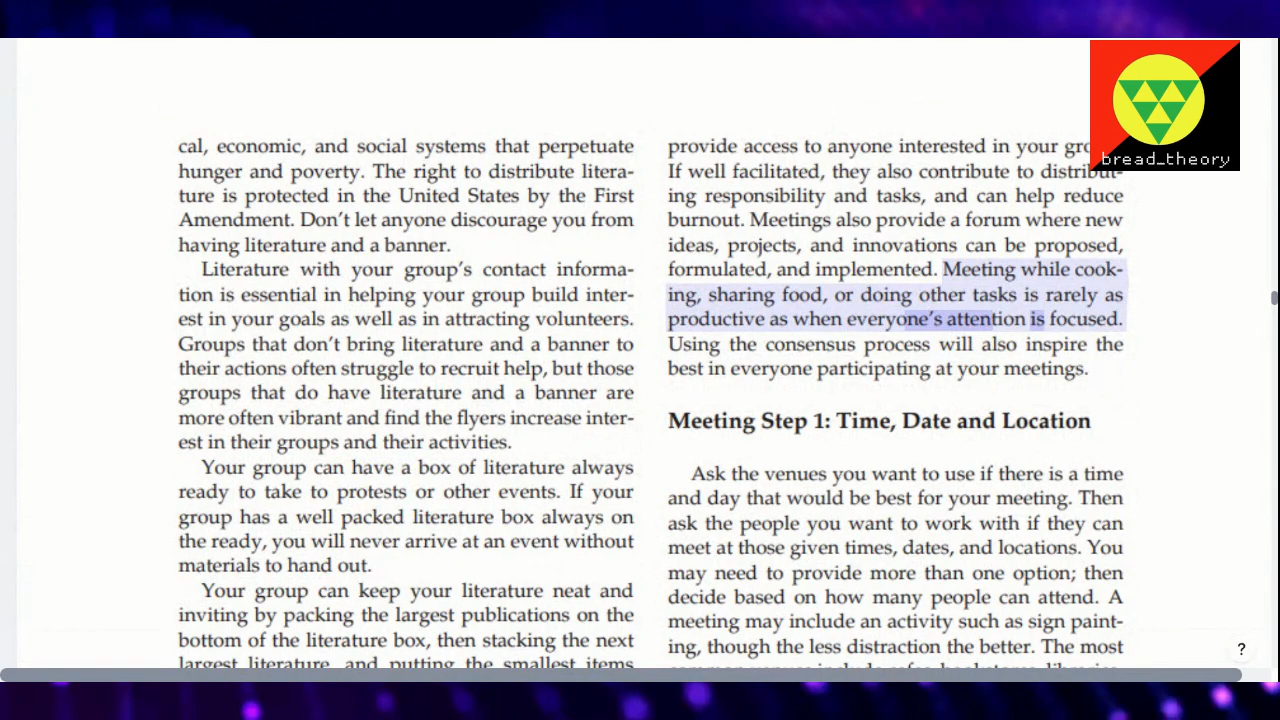 cal, economic, and social systems that perpetuate
hunger and poverty. The right to distribute litera-
ture is protected in the United States by the First
Amendment. Don't let anyone discourage you from
having literature and a banner.
Literature with your group's contact informa-
tion is essential in helping your group build inter-
est in your goals as well as in attracting volunteers.
Groups that don't bring literature and a banner to
their actions often struggle to recruit help, but those
groups that do have literature and a banner are
more often vibrant and find the flyers increase inter-
est in their groups and their activities.
Your group can have a box of literature always
ready to take to protests or other events. If your
group has a well packed literature box always on
the ready, you will never arrive at an event without
materials to hand out.
Your group can keep your literature neat and
inviting by packing the largest publications on the
bottom of the literature box, then stacking the next
largest literature, and putting the smallest items
provide access to anyone interested in your
If well facilitated, they also contribute to distribut-
ing responsibility and tasks, and can help reduce
burnout. Meetings also provide a forum where new
ideas, projects, and innovations can be proposed,
formulated, and implemented. Meeting while cook-
ing, sharing food, or doing other tasks is rarely as
productive as when everyone's attention is focused.
Using the consensus process will also inspire the
best in everyone participating at your meetings.
Meeting Step 1: Time, Date and Location
Ask the venues you want to use if there is a time
and day that would be best for your meeting. Then
ask the people you want to work with if they can
meet at those given times, dates, and locations. You
may need to provide more than one option; then
decide based on how many people can attend. A
meeting may include an activity such as sign paint-
ing, though the less distraction the better. The most
bread_theory
?